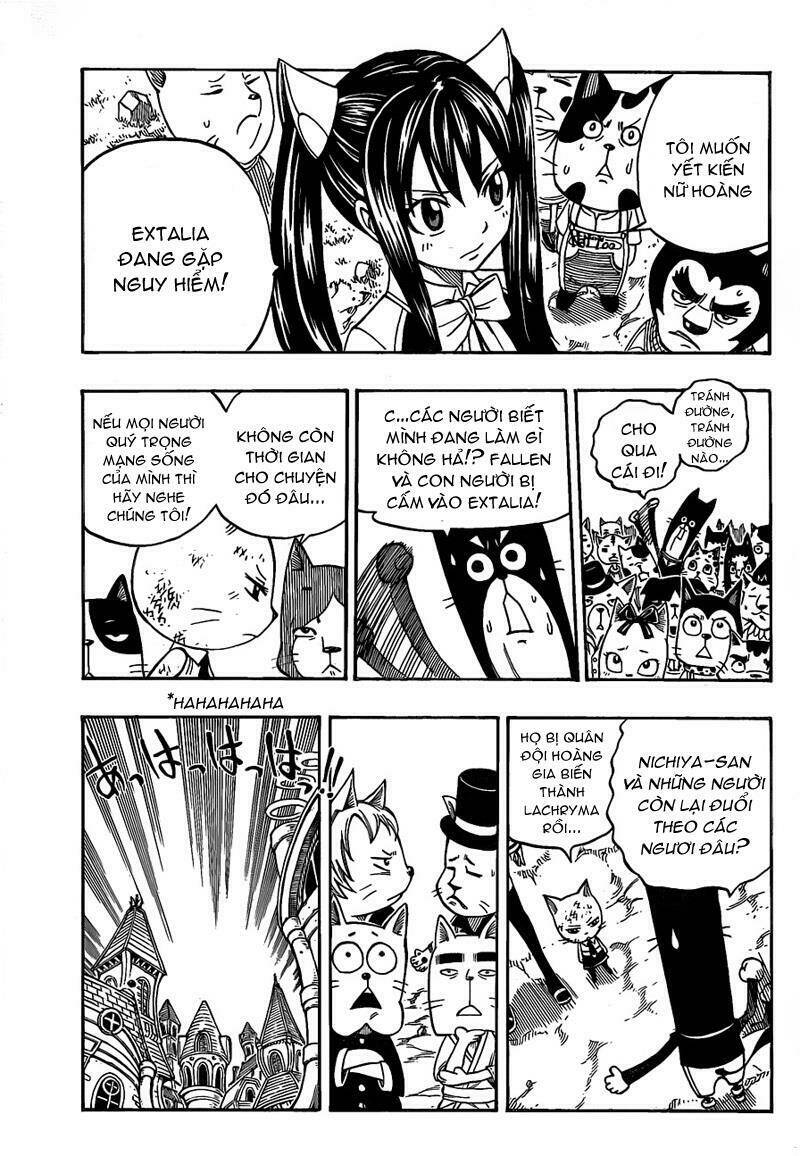 TÔI MUỐN
YẾT KIẾN
NỮ HOÀNG
EXTALIA
ĐANG GẶP
NGUY HIỂM!
TRÁNH
ĐƯỜNG,
TRÁNH
ĐƯỜNG
NÀO...
CHO
QUA
CÁI ĐI!
C...CÁC NGƯỜI BIẾT
MÌNH ĐANG LÀM GÌ
KHÔNG HẢ!? FALLEN
VÀ CON NGƯỜI BỊ
CẤM VÀO EXTALIA!
KHÔNG CÒN
THỜI GIAN
CHO CHUYỆN
ĐÓ ĐÂU...
NẾU MỌI NGƯỜI
QUÝ TRỌNG
MẠNG SỐNG
CỦA MÌNH THÌ
HÃY NGHE
CHÚNG TÔI!
NICHIYA-SAN
VÀ NHỮNG NGƯỜI
CÒN LẠI ĐUỔI
THEO CÁC
NGƯƠI ĐÂU?
HỌ BỊ QUÂN
ĐỘI HOÀNG
GIA BIẾN
THÀNH
LACHRYMA
RỒI...
*HAHAHAHAHA
あっはっはっはっ!!!